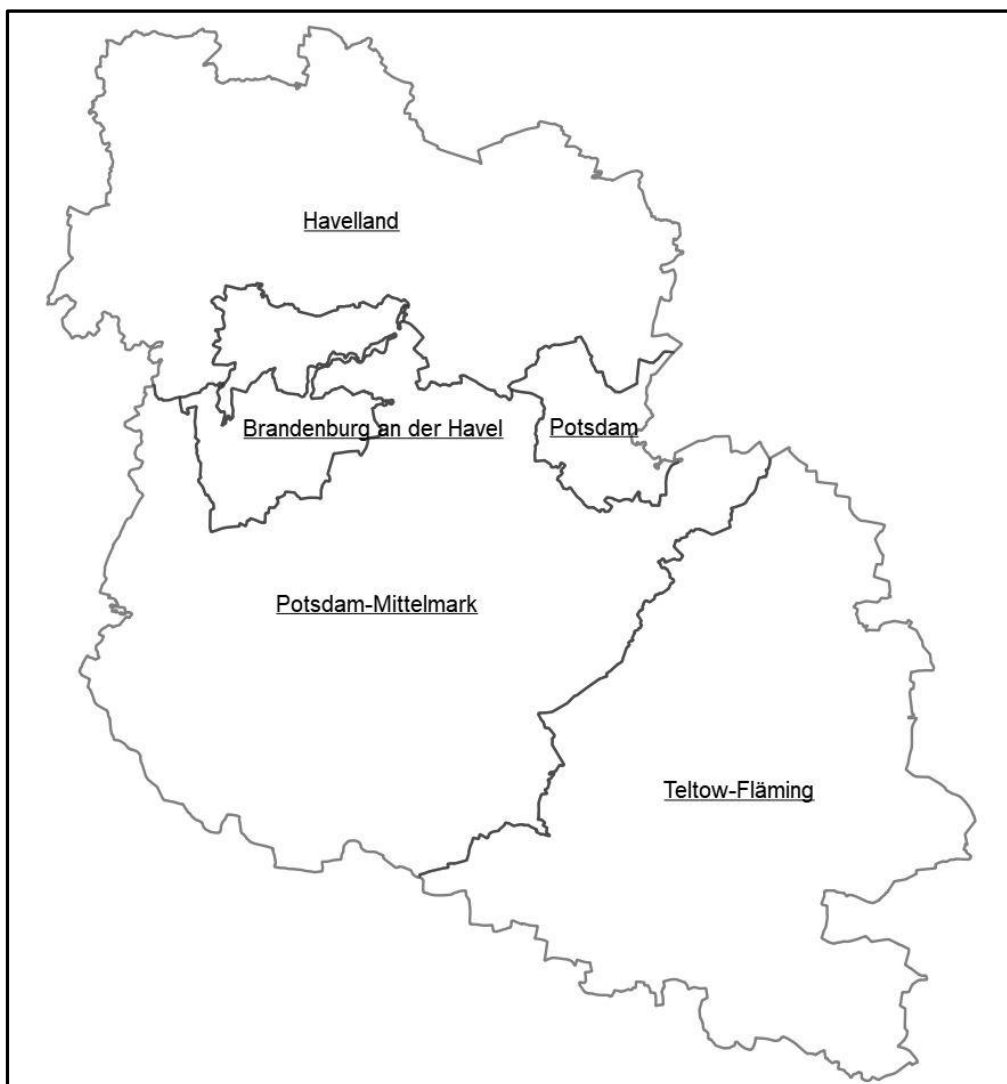 Havelland
Brandenburg an der Havel
Potsdam
Potsdam-Mittelmark
Teltow-Fläming